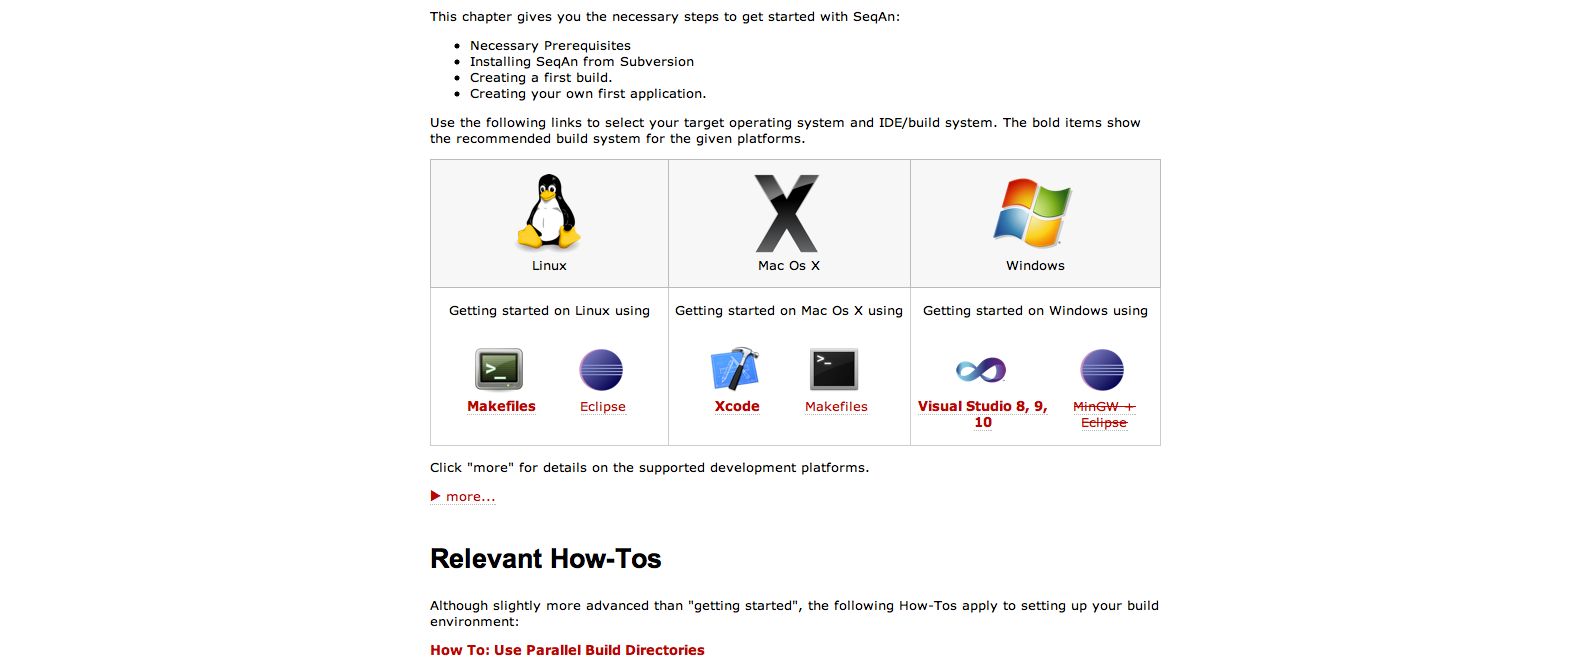 This chapter gives you the necessary steps to get started with SeqAn:
• Necessary Prerequisites
• Installing SeqAn from Subversion
• Creating a first build.
• Creating your own first application.
Use the following links to select your target operating system and IDE/build system. The bold items show
the recommended build system for the given platforms.
Linux
Mac Os X
Windows
Getting started on Linux using
Getting started on Mac Os X using
Getting started on Windows using
Makefiles
Eclipse
Xcode
Makefiles
Visual Studio 8, 9,
10
MinGW +
Eclipse
Click "more" for details on the supported development platforms.
more...
Relevant How-Tos
Although slightly more advanced than "getting started", the following How-Tos apply to setting up your build
environment:
How To: Use Parallel Build Directories